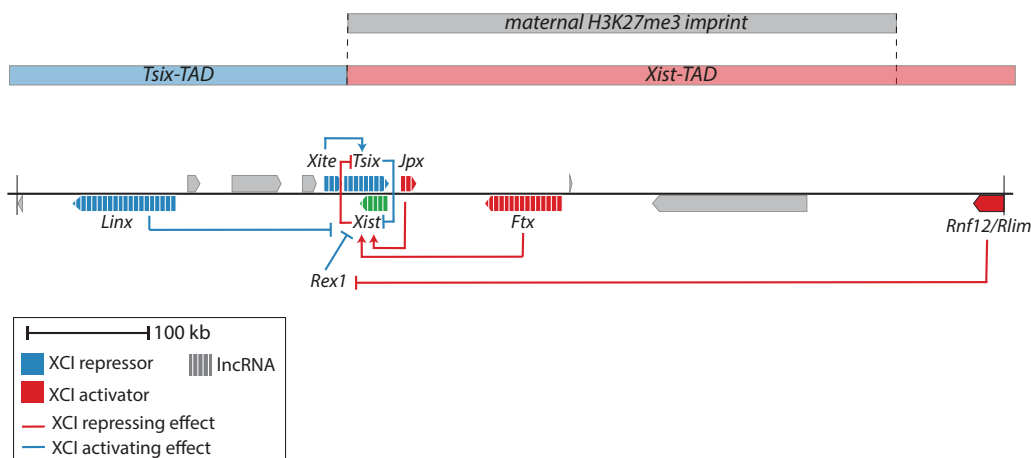 maternal H3K27me3 imprint
Tsix-TAD Xist-TAD
Xite Tsix Jpx
Linx Xist Ftx Rnf12/Rlim
Rex1
100 kb
XCI repressor lncRNA
XCI activator
XCI repressing effect
XCI activating effect